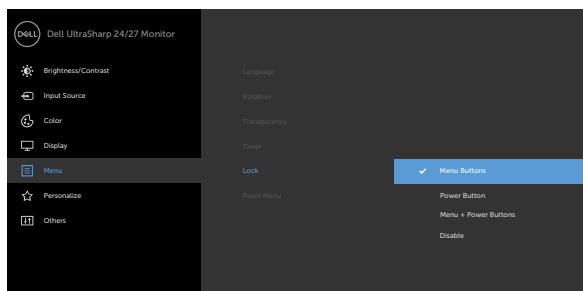 DELL Dell UltraSharp 24/27 Monitor
Brightness/Contrast
Input Source
Color
Display
Menu
Personalize
Others
Language
Rotation
Transparency
Timer
Lock
Reset Menu
Menu Buttons
Power Button
Menu + Power Buttons
Disable